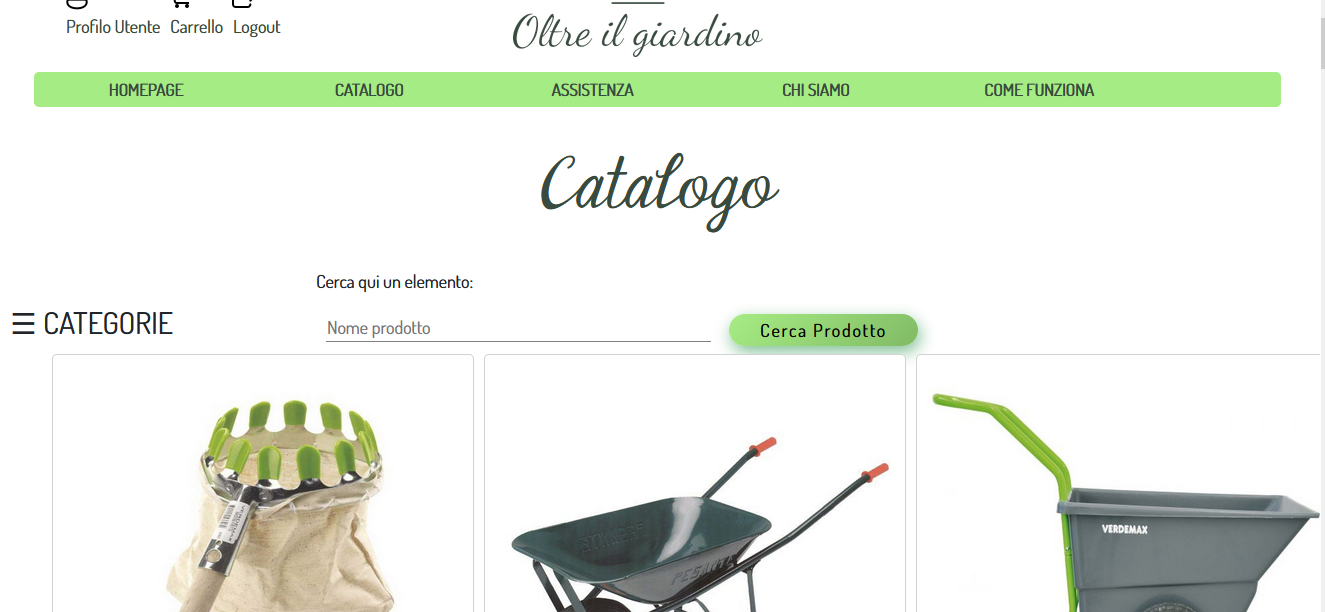 Profilo Utente Carrello Logout
Oltre il giardino
HOMEPAGE CATALOGO ASSISTENZA CHI SIAMO COME FUNZIONA
Catalogo
Cerca qui un elemento:
☰ CATEGORIE
Nome prodotto
Cerca Prodotto
PESANTE
VERDEMAX